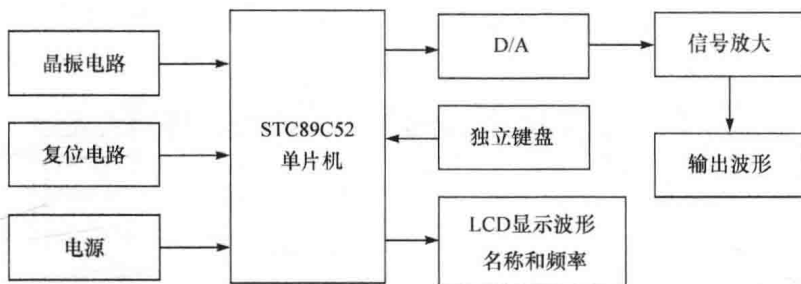 晶振电路
复位电路
电源
STC89C52
单片机
D/A
独立键盘
LCD显示波形
名称和频率
信号放大
输出波形